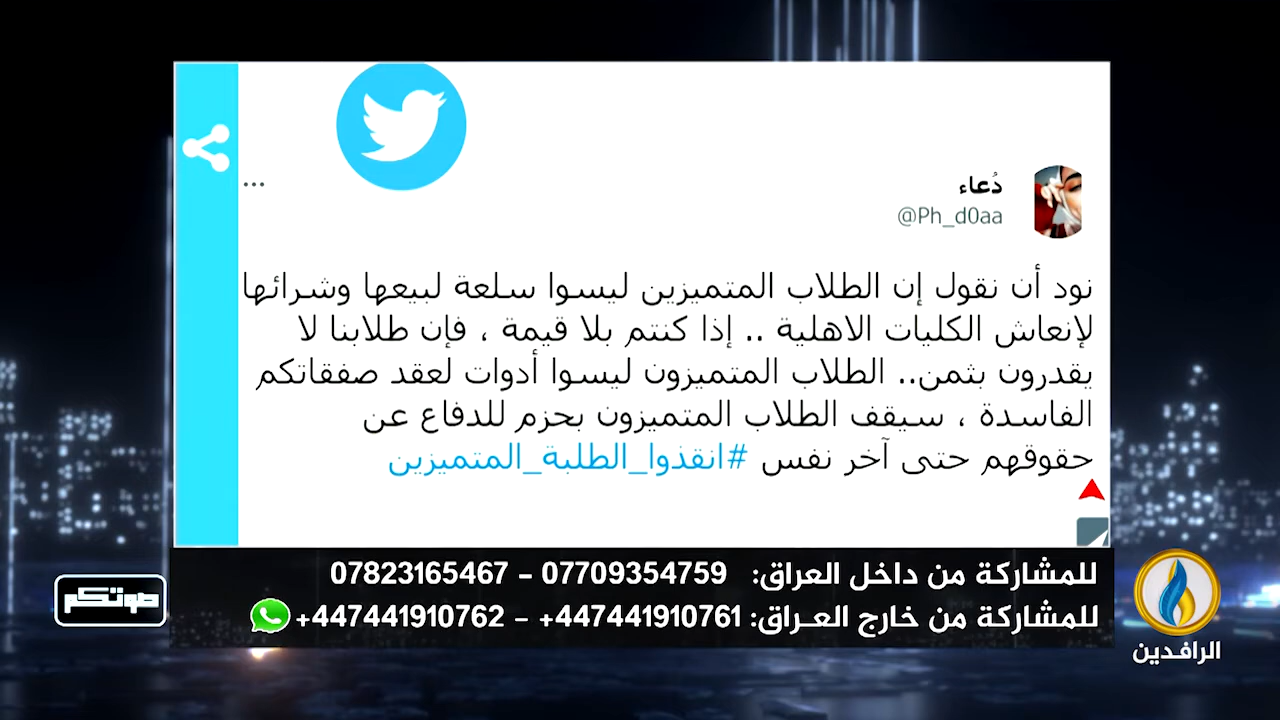 دُعاء
@Ph_d0aa
نود أن نقول إن الطلاب المتميزين ليسوا سلعة لبيعها وشرائها
لإنعاش الكليات الاهلية .. إذا كنتم بلا قيمة ، فإن طلابنا لا
يقدرون بثمن.. الطلاب المتميزون ليسوا أدوات لعقد صفقاتكم
الفاسدة ، سيقف الطلاب المتميزون بحزم للدفاع عن
حقوقهم حتى آخر نفس #انقذوا_الطلبة_المتميزين
للمشاركة من داخل العراق: 07709354759 - 07823165467
للمشاركة من خارج العـراق: 447441910761+ - 447441910762+
صوتكم
الرافدين